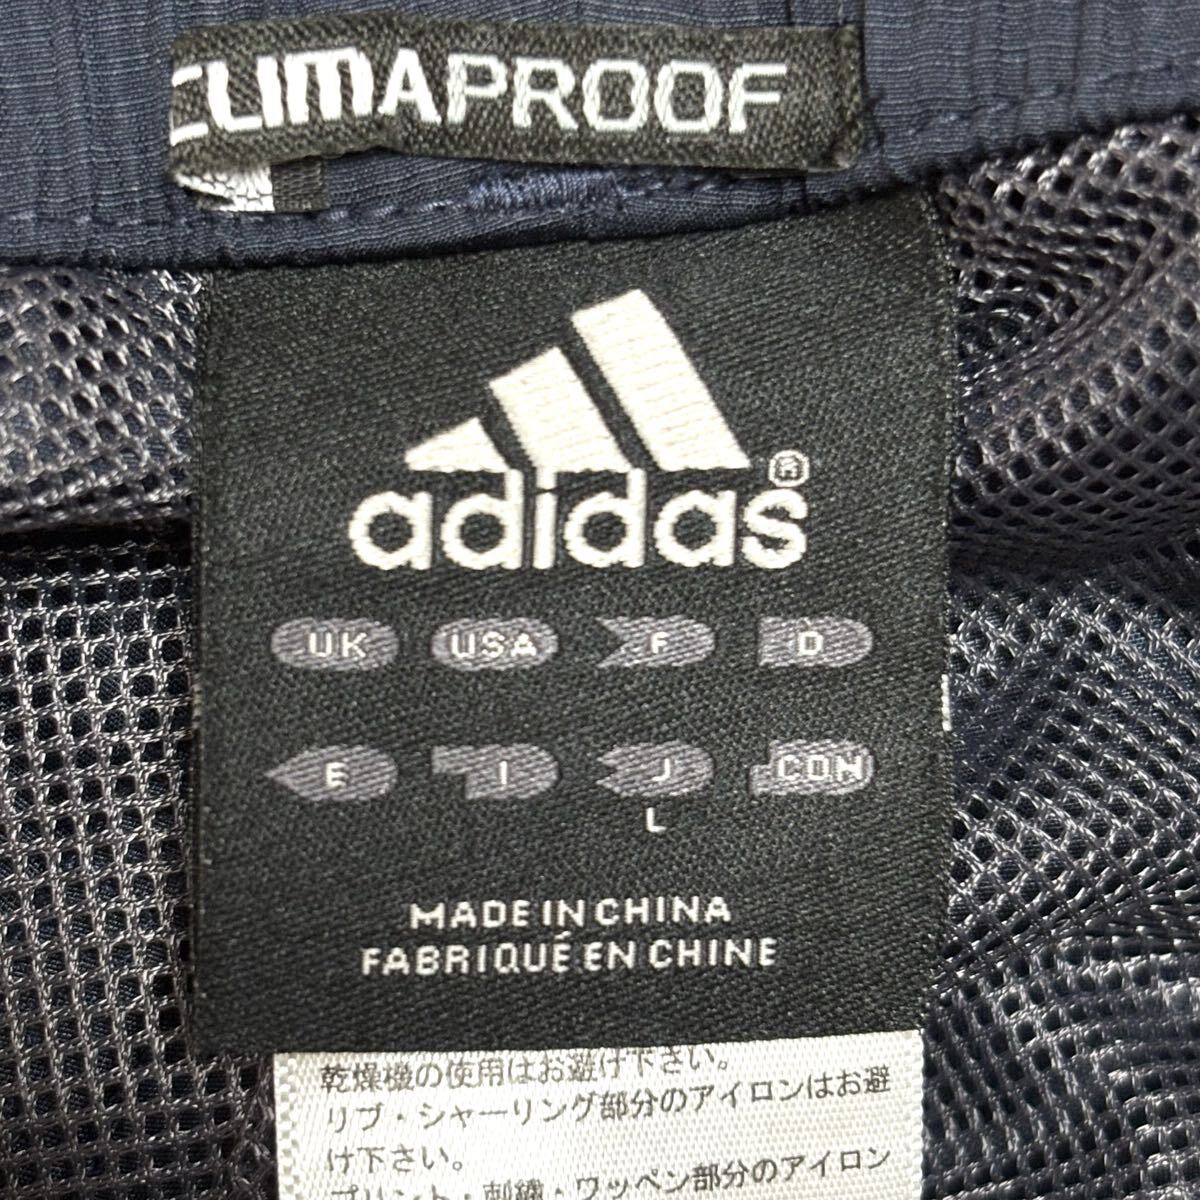 CLIMAPROOF
adidas®
UK USA F D
E I J CDN
L
MADE IN CHINA
FABRIQUÉ EN CHINE
乾燥機の使用はお避け下さい。
リブ・シャーリング部分のアイロンはお避
け下さい。
プリント・刺繍・ワッペン部分のアイロン